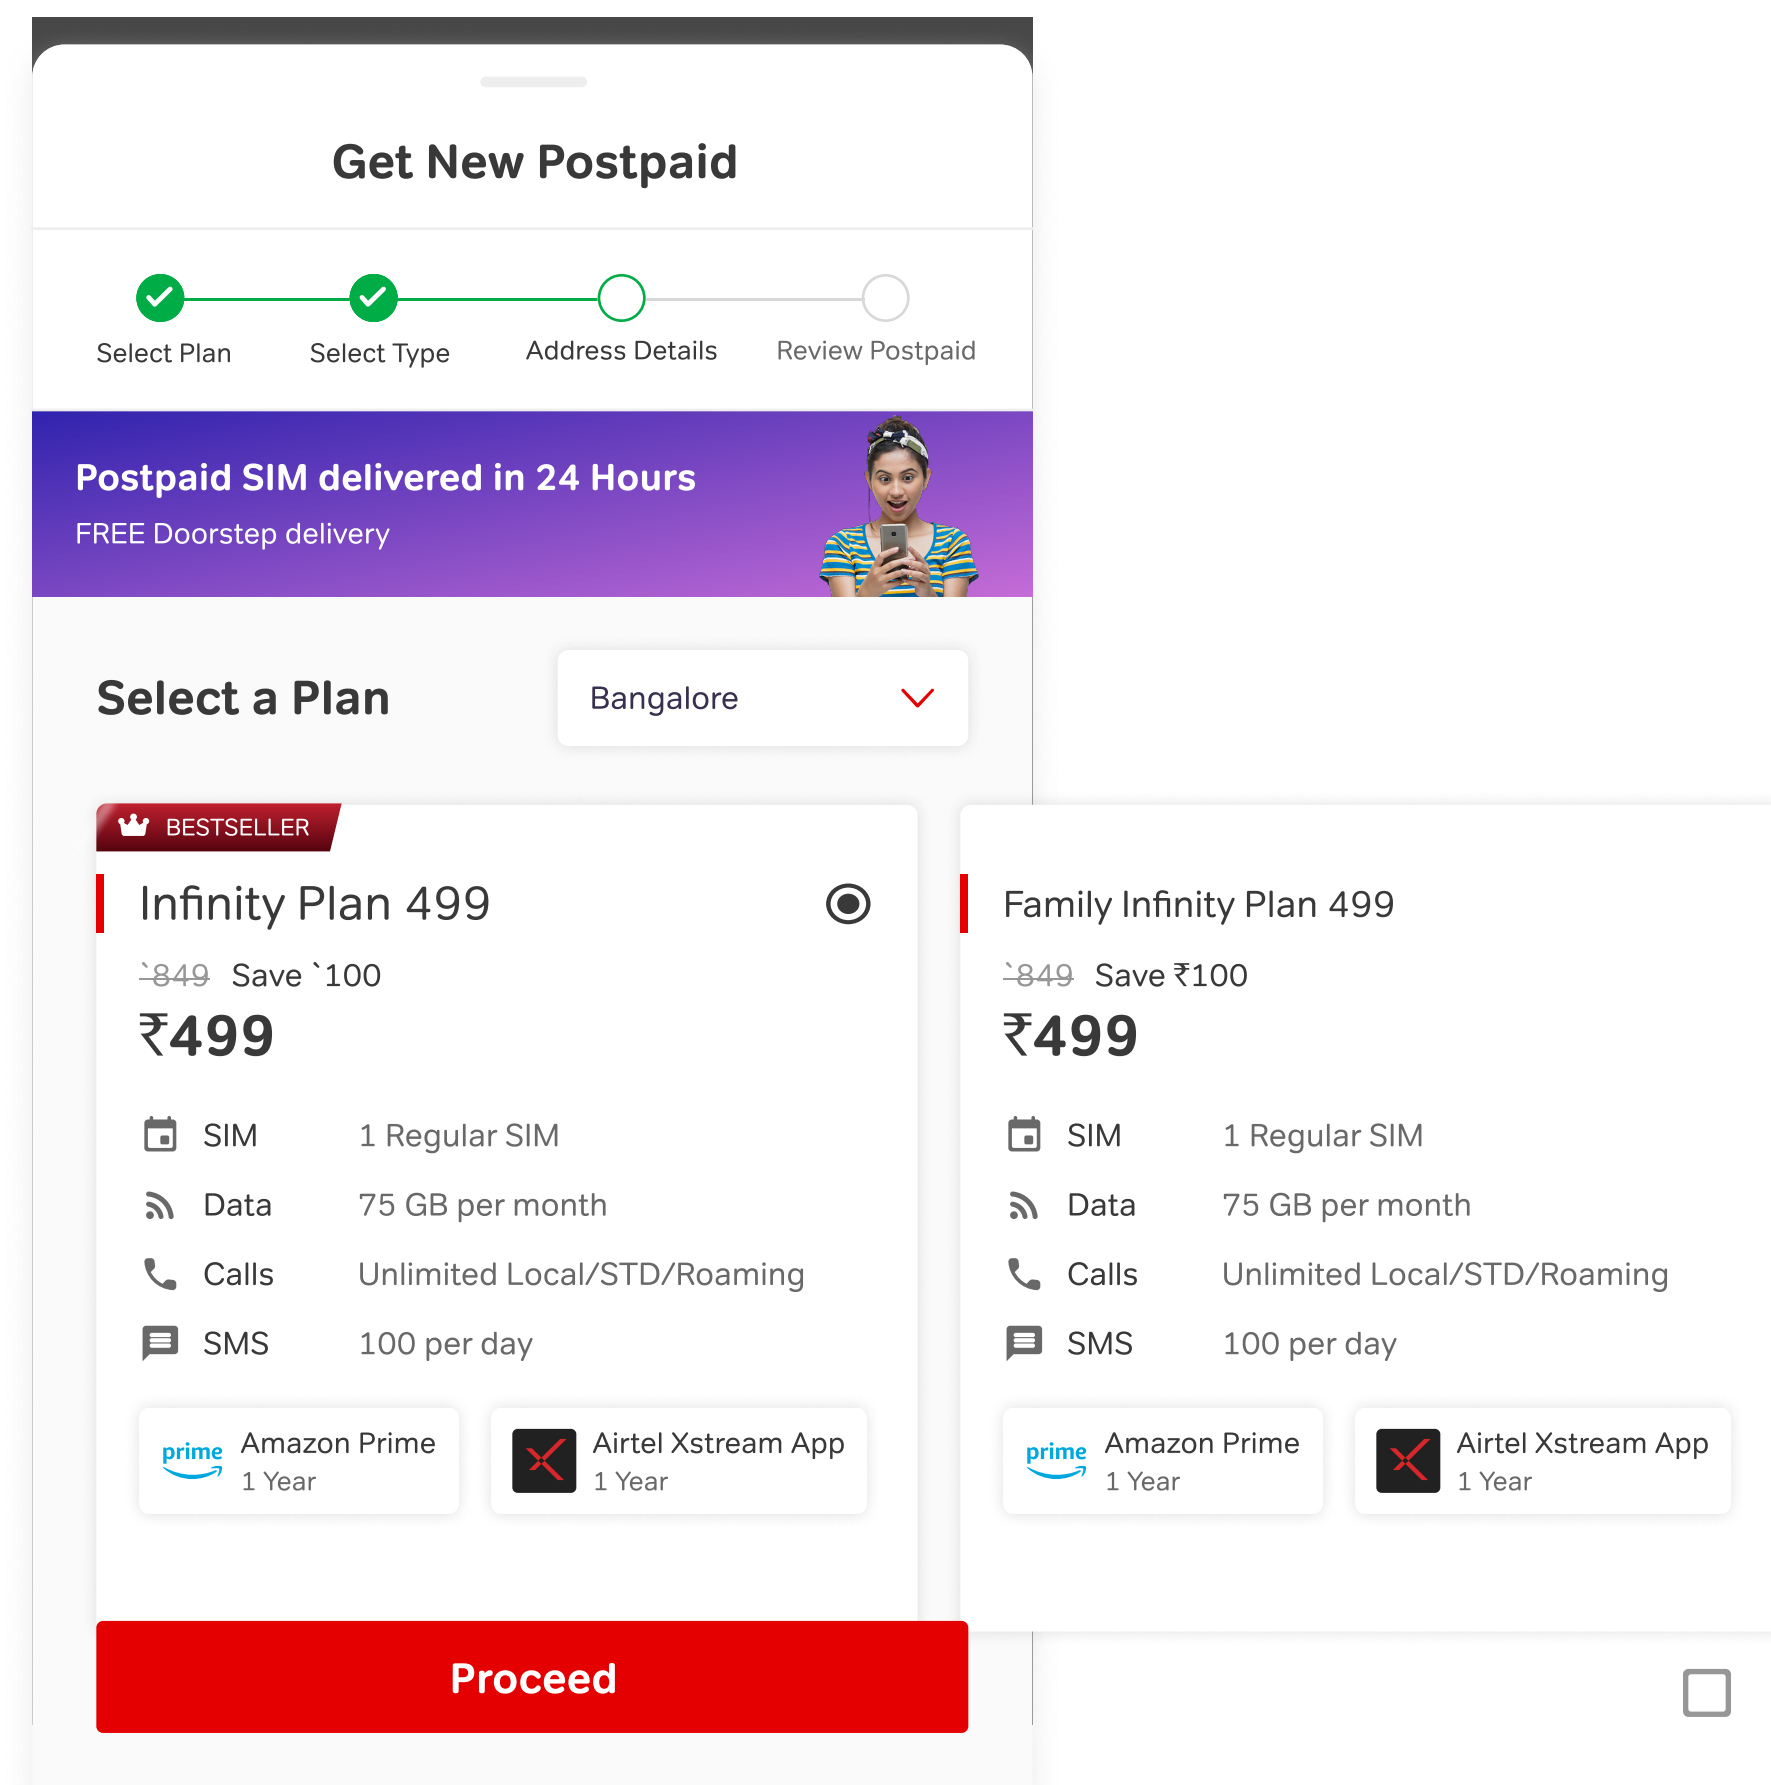 Get New Postpaid
Select Plan
Select Type
Address Details
Review Postpaid
Postpaid SIM delivered in 24 Hours
FREE Doorstep delivery
Select a Plan
Bangalore
BESTSELLER
Infinity Plan 499
`849 Save `100
₹499
SIM 1 Regular SIM
Data 75 GB per month
Calls Unlimited Local/STD/Roaming
SMS 100 per day
prime
Amazon Prime
1 Year
Airtel Xstream App
1 Year
Family Infinity Plan 499
`849 Save ₹100
₹499
SIM 1 Regular SIM
Data 75 GB per month
Calls Unlimited Local/STD/Roaming
SMS 100 per day
prime
Amazon Prime
1 Year
Airtel Xstream App
1 Year
Proceed